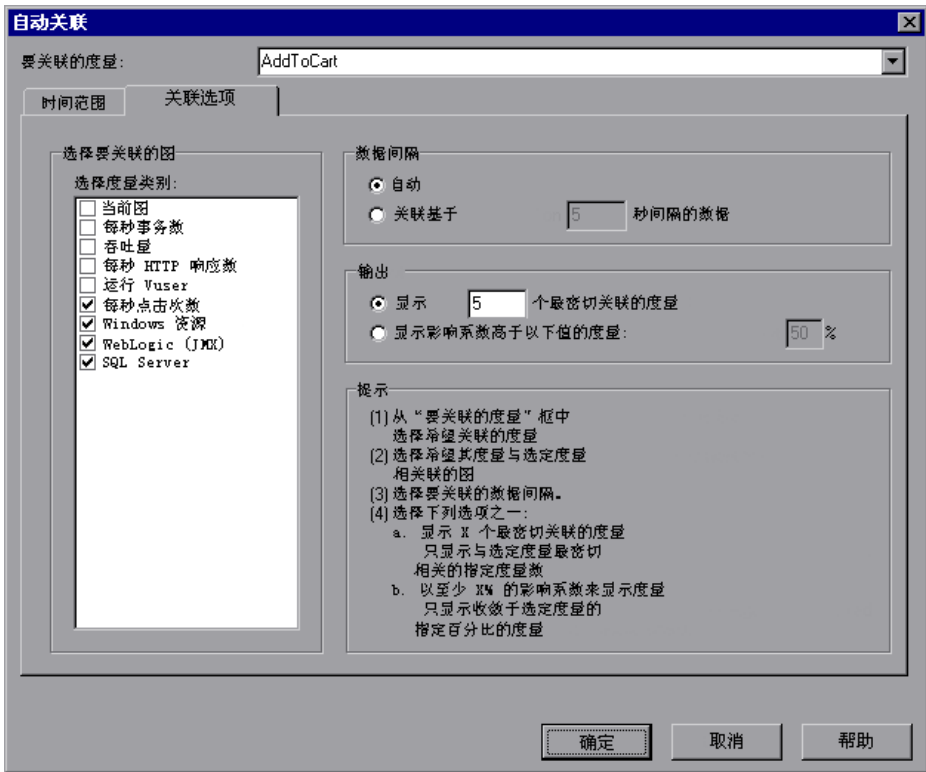 自动关联
要关联的度量:
AddToCart
时间范围
关联选项
选择要关联的图
选择度量类别:
当前图
每秒事务数
吞吐量
每秒 HTTP 响应数
运行 Vuser
每秒点击次数
Windows 资源
WebLogic (JMX)
SQL Server
数据间隔
自动
关联基于 5 秒间隔的数据
输出
显示 5 个最密切关联的度量
显示影响系数高于以下值的度量: 50 %
提示
(1) 从“要关联的度量”框中
选择希望关联的度量
(2) 选择希望其度量与选定度量
相关联的图
(3) 选择要关联的数据间隔。
(4) 选择下列选项之一:
a. 显示 X 个最密切关联的度量
只显示与选定度量最密切
相关的指定度量数
b. 以至少 X% 的影响系数来显示度量
只显示收敛于选定度量的
指定百分比的度量
确定
取消
帮助